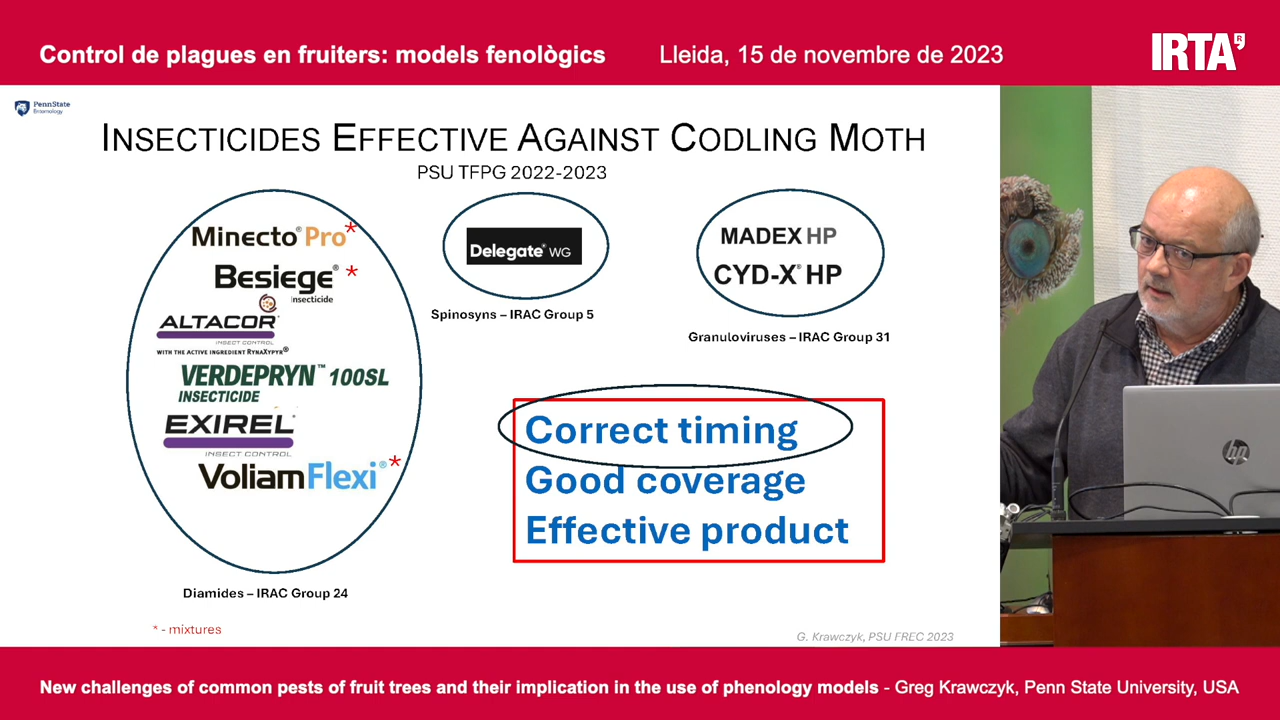 Control de plagues en fruiters: models fenològics
Lleida, 15 de novembre de 2023
IRTA R
PennState
Entomology
INSECTICIDES EFFECTIVE AGAINST CODLING MOTH
PSU TFPG 2022-2023
Minecto® Pro*
Besiege® *
Insecticide
ALTACOR®
INSECT CONTROL
WITH THE ACTIVE INGREDIENT RYNAXYPYR®
VERDEPRYN™ 100SL
INSECTICIDE
EXIREL®
INSECT CONTROL
VoliamFlexi® *
Diamides – IRAC Group 24
* - mixtures
Delegate® WG
Spinosyns – IRAC Group 5
MADEX HP
CYD-X® HP
Granuloviruses – IRAC Group 31
Correct timing
Good coverage
Effective product
G. Krawczyk, PSU FREC 2023
hp
New challenges of common pests of fruit trees and their implication in the use of phenology models - Greg Krawczyk, Penn State University, USA